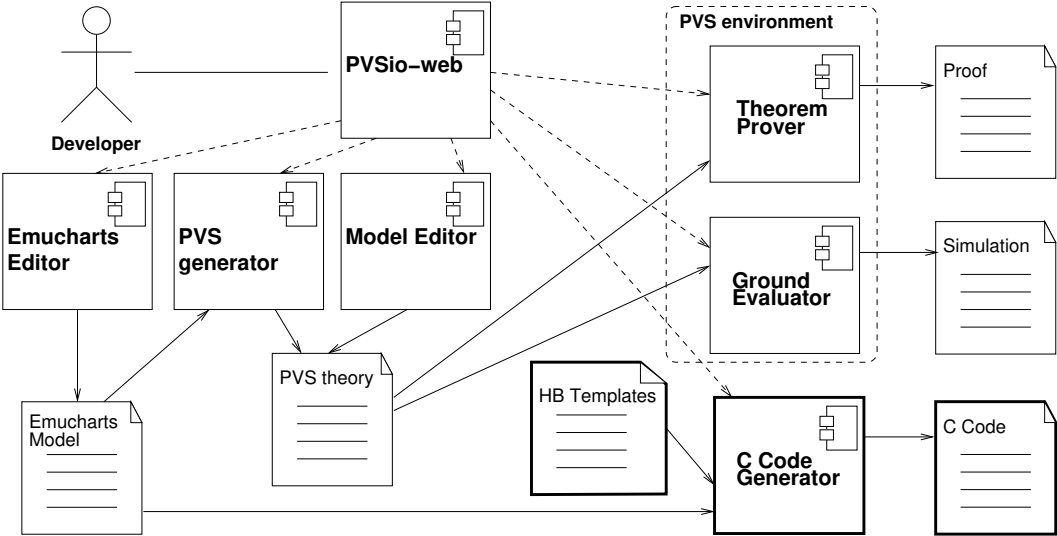 PVS environment
PVSio−web
Proof
Theorem
Prover
Developer
Emucharts
Editor
PVS
generator
Model Editor
Simulation
Ground
Evaluator
PVS theory
HB Templates
Emucharts
Model
C Code
C Code
Generator